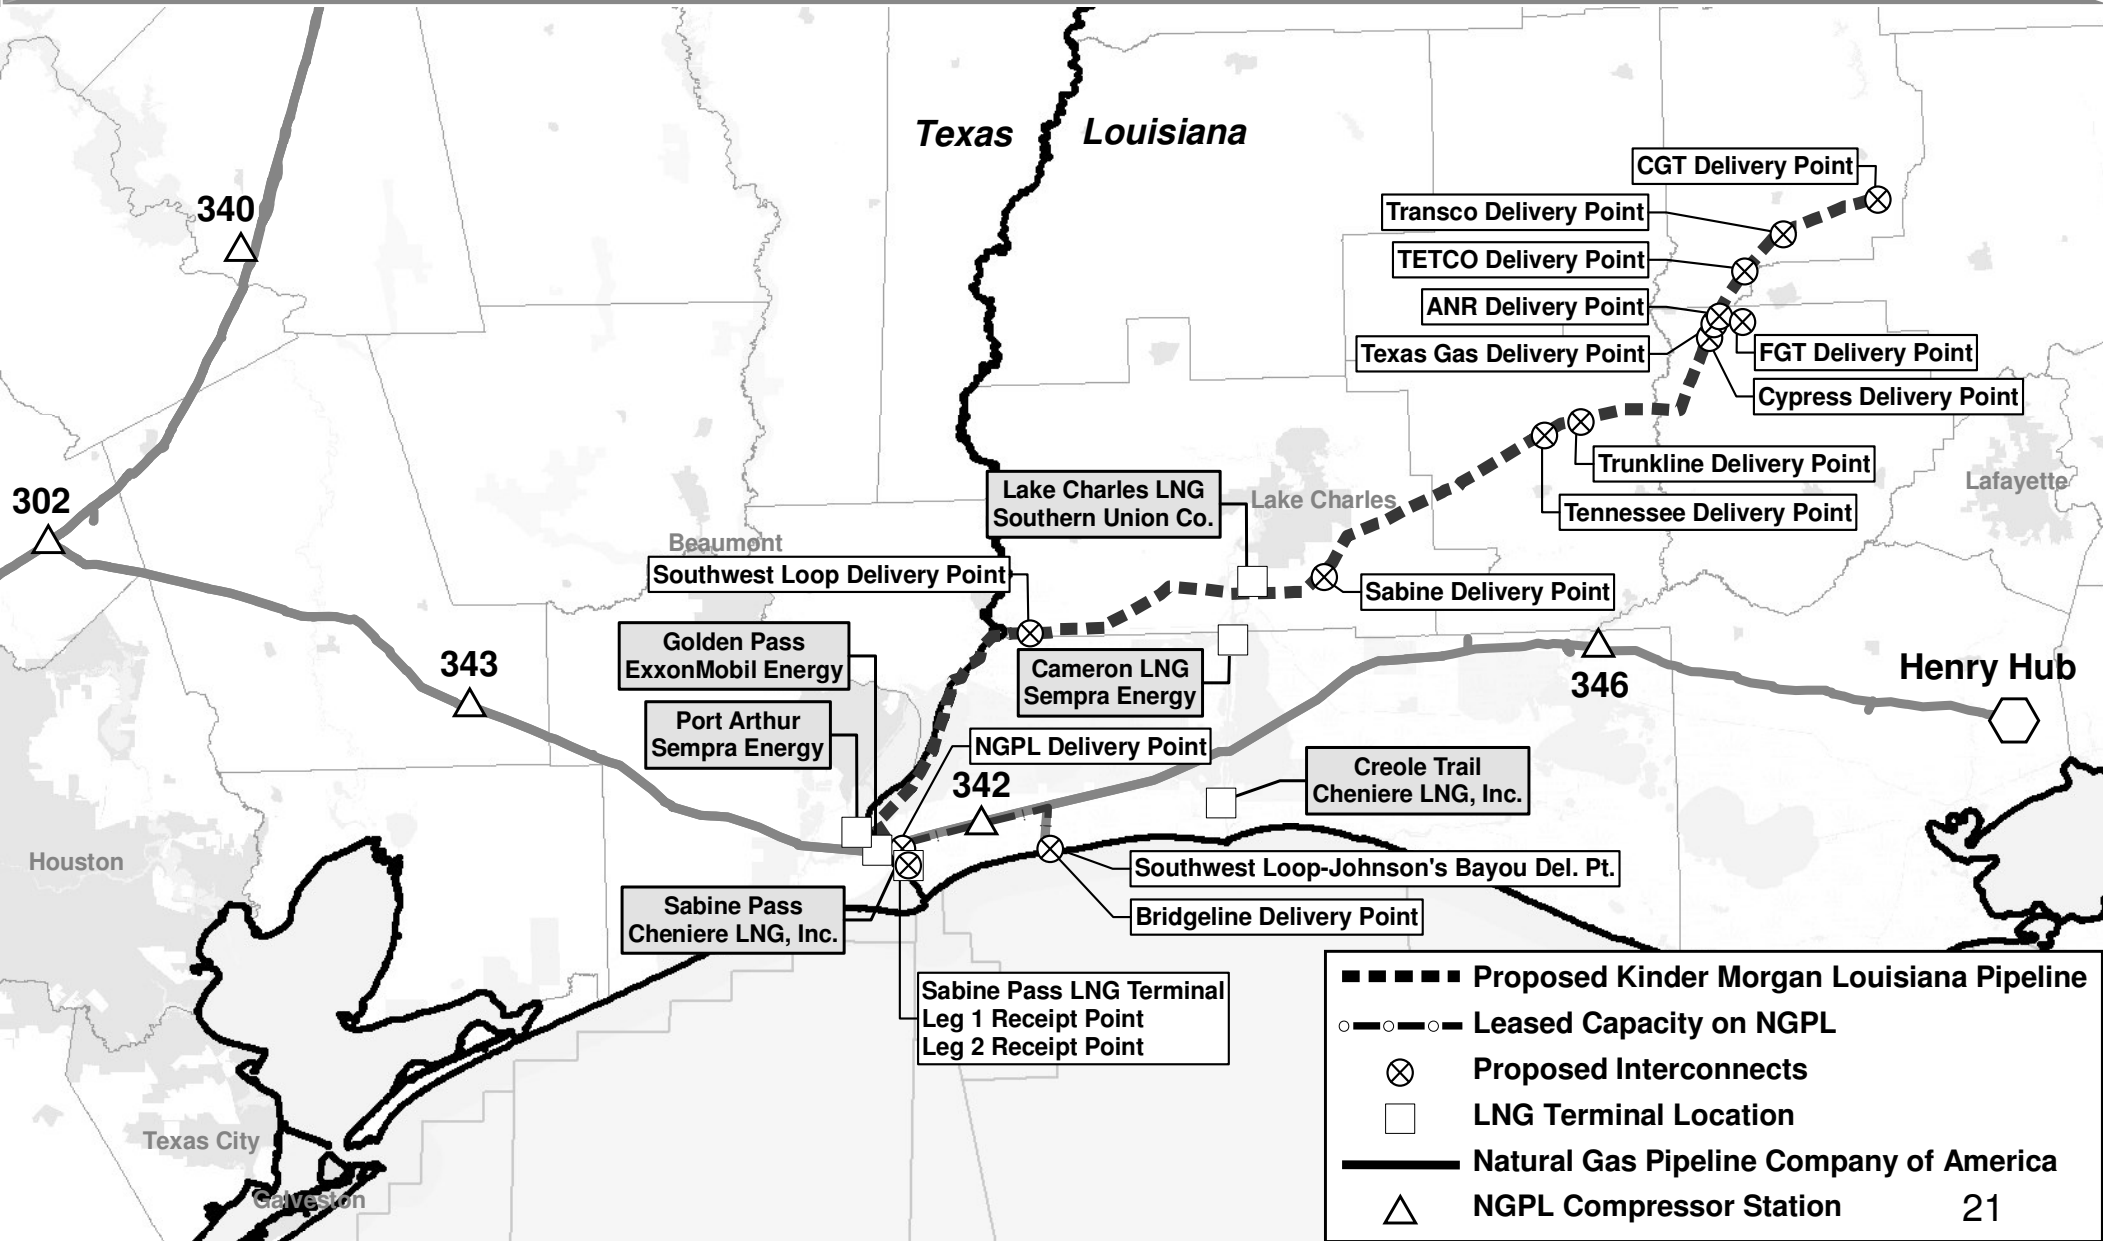 Texas
Louisiana
CGT Delivery Point
340
Transco Delivery Point
TETCO Delivery Point
ANR Delivery Point
Texas Gas Delivery Point
FGT Delivery Point
Cypress Delivery Point
Trunkline Delivery Point
Tennessee Delivery Point
Lafayette
302
Lake Charles LNG
Southern Union Co.
Lake Charles
Beaumont
Southwest Loop Delivery Point
Sabine Delivery Point
Golden Pass
ExxonMobil Energy
343
Cameron LNG
Sempra Energy
346
Henry Hub
Port Arthur
Sempra Energy
NGPL Delivery Point
342
Creole Trail
Cheniere LNG, Inc.
Houston
Southwest Loop-Johnson's Bayou Del. Pt.
Bridgeline Delivery Point
Sabine Pass
Cheniere LNG, Inc.
Sabine Pass LNG Terminal
Leg 1 Receipt Point
Leg 2 Receipt Point
Texas City
Galveston
Proposed Kinder Morgan Louisiana Pipeline
Leased Capacity on NGPL
Proposed Interconnects
LNG Terminal Location
Natural Gas Pipeline Company of America
NGPL Compressor Station
21